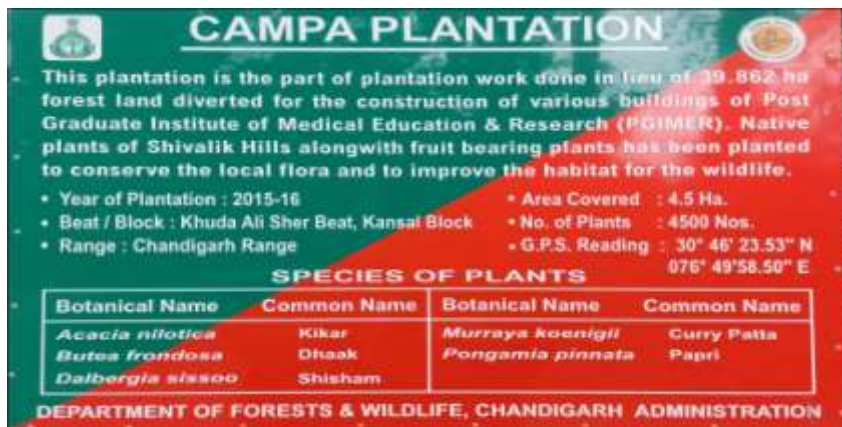 CAMPA PLANTATION
This plantation is the part of plantation work done in lieu of 39.862 ha
forest land diverted for the construction of various buildings of Post
Graduate Institute of Medical Education & Research (PGIMER). Native
plants of Shivalik Hills alongwith fruit bearing plants has been planted
to conserve the local flora and to improve the habitat for the wildlife.
• Year of Plantation : 2015-16
• Beat / Block : Khuda Ali Sher Beat, Kansal Block
• Range : Chandigarh Range
• Area Covered : 4.5 Ha.
• No. of Plants : 4500 Nos.
• G.P.S. Reading : 30° 46' 23.53" N
076° 49'58.50" E
SPECIES OF PLANTS
Botanical Name Common Name Botanical Name Common Name
Acacia nilotica Kikar Murraya koenigii Curry Patta
Butea frondosa Dhaak Pongamia pinnata Papri
Dalbergia sissoo Shisham
DEPARTMENT OF FORESTS & WILDLIFE, CHANDIGARH ADMINISTRATION